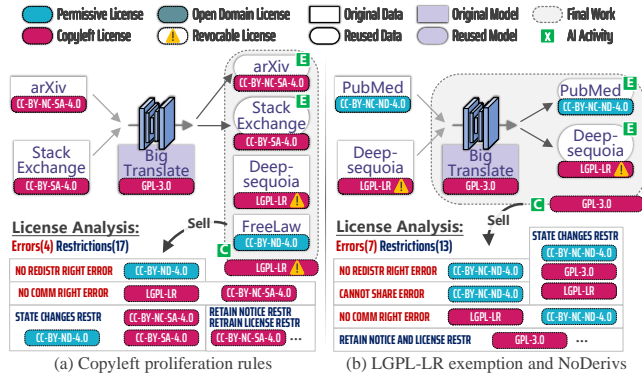 Permissive License
Open Domain License
Original Data
Original Model
Final Work
Copyleft License
Revocable License
Reused Data
Reused Model
X AI Activity
arXiv
CC-BY-NC-SA-4.0
Stack
Exchange
CC-BY-SA-4.0
Big
Translate
GPL-3.0
E
arXiv
CC-BY-NC-SA-4.0
E
Stack
Exchange
CC-BY-SA-4.0
Deep-
sequoia
LGPL-LR
FreeLaw
CC-BY-ND-4.0
C
LGPL-LR
Sell
License Analysis:
Errors(4) Restrictions(17)
NO REDISTR RIGHT ERROR
CC-BY-ND-4.0
NO COMM RIGHT ERROR
LGPL-LR
CC-BY-NC-SA-4.0
STATE CHANGES RESTR
CC-BY-NC-SA-4.0
CC-BY-ND-4.0
CC-BY-SA-4.0
RETAIN NOTICE RESTR
RETRAIN LICENSE RESTR
CC-BY-SA-4.0 ...
(a) Copyleft proliferation rules
PubMed
CC-BY-NC-ND-4.0
Deep-
sequoia
LGPL-LR
Big
Translate
GPL-3.0
E
PubMed
CC-BY-NC-ND-4.0
E
Deep-
sequoia
LGPL-LR
C
GPL-3.0
Sell
License Analysis:
Errors(7) Restrictions(13)
STATE CHANGES RESTR
CC-BY-NC-ND-4.0
GPL-3.0
LGPL-LR
NO REDISTR RIGHT ERROR
CC-BY-NC-ND-4.0
CANNOT SHARE ERROR
CC-BY-NC-ND-4.0
NO COMM RIGHT ERROR
LGPL-LR
CC-BY-NC-ND-4.0
RETAIN NOTICE AND LICENSE RESTR
GPL-3.0
...
(b) LGPL-LR exemption and NoDerivs